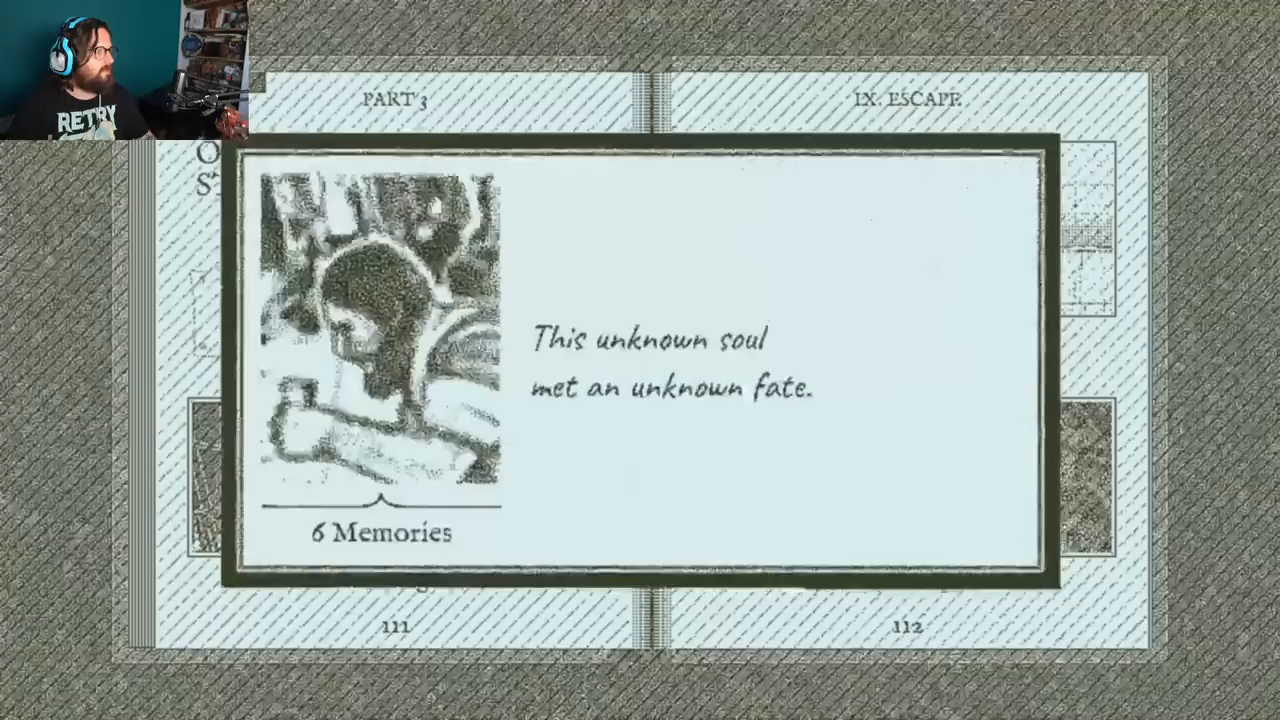 RETRY
PART 3
IX. ESCAPE
This unknown soul
met an unknown fate.
6 Memories
111
112